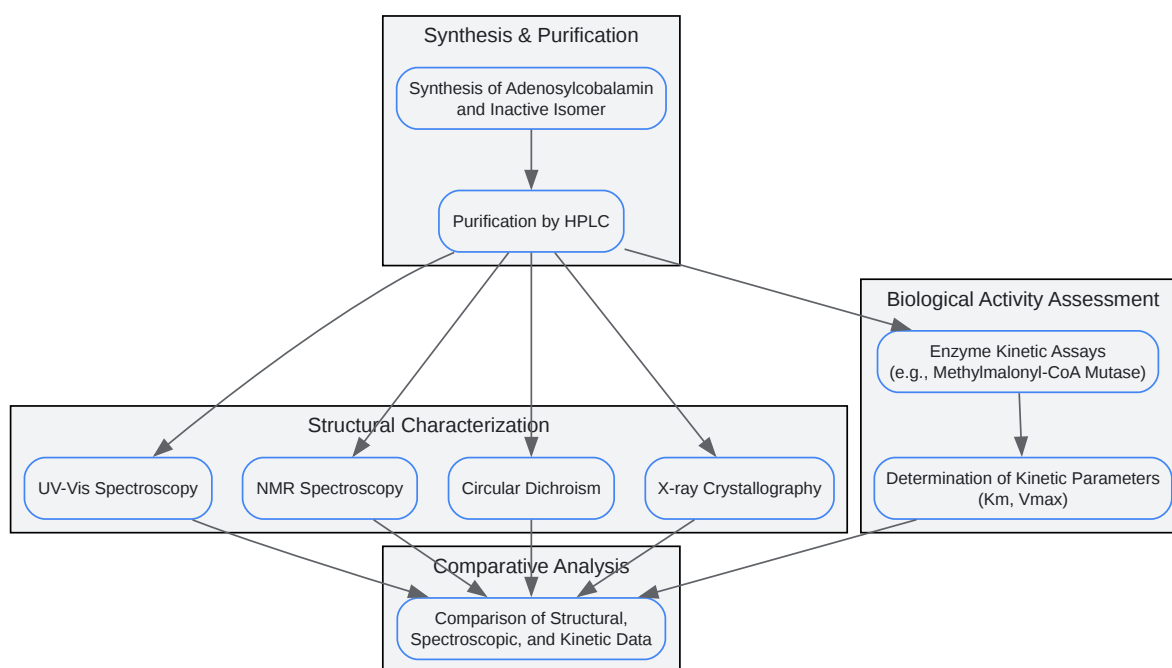 Synthesis & Purification
Synthesis of Adenosylcobalamin
and Inactive Isomer
Purification by HPLC
Biological Activity Assessment
Enzyme Kinetic Assays
(e.g., Methylmalonyl-CoA Mutase)
Structural Characterization
UV-Vis Spectroscopy
NMR Spectroscopy
Circular Dichroism
X-ray Crystallography
Determination of Kinetic Parameters
(Km, Vmax)
Comparative Analysis
Comparison of Structural,
Spectroscopic, and Kinetic Data